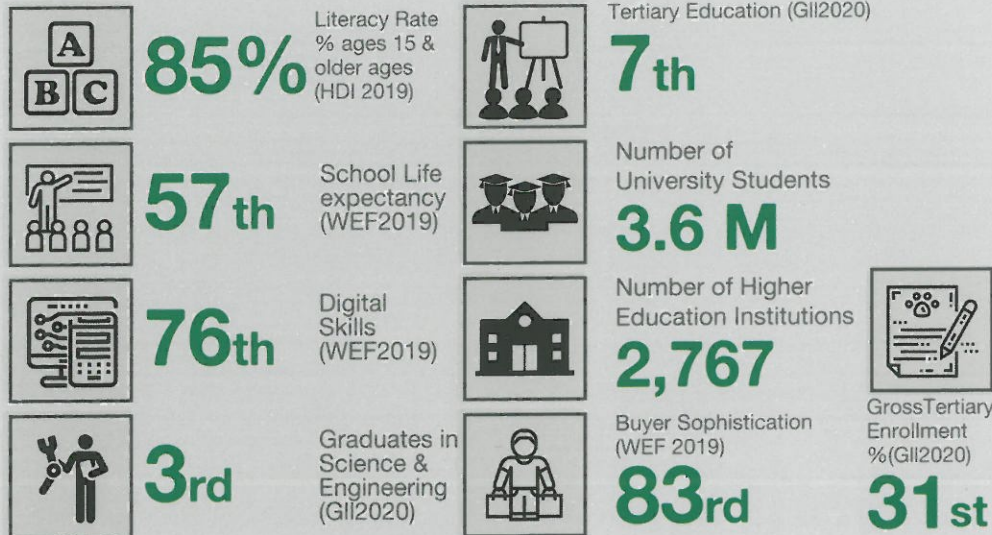 A
B C
85%
Literacy Rate
% ages 15 &
older ages
(HDI 2019)
Tertiary Education (GII2020)
7th
57th
School Life
expectancy
(WEF2019)
Number of
University Students
3.6 M
76th
Digital
Skills
(WEF2019)
Number of Higher
Education Institutions
2,767
3rd
Graduates in
Science &
Engineering
(GII2020)
Buyer Sophistication
(WEF 2019)
83rd
GrossTertiary
Enrollment
%(GII2020)
31st